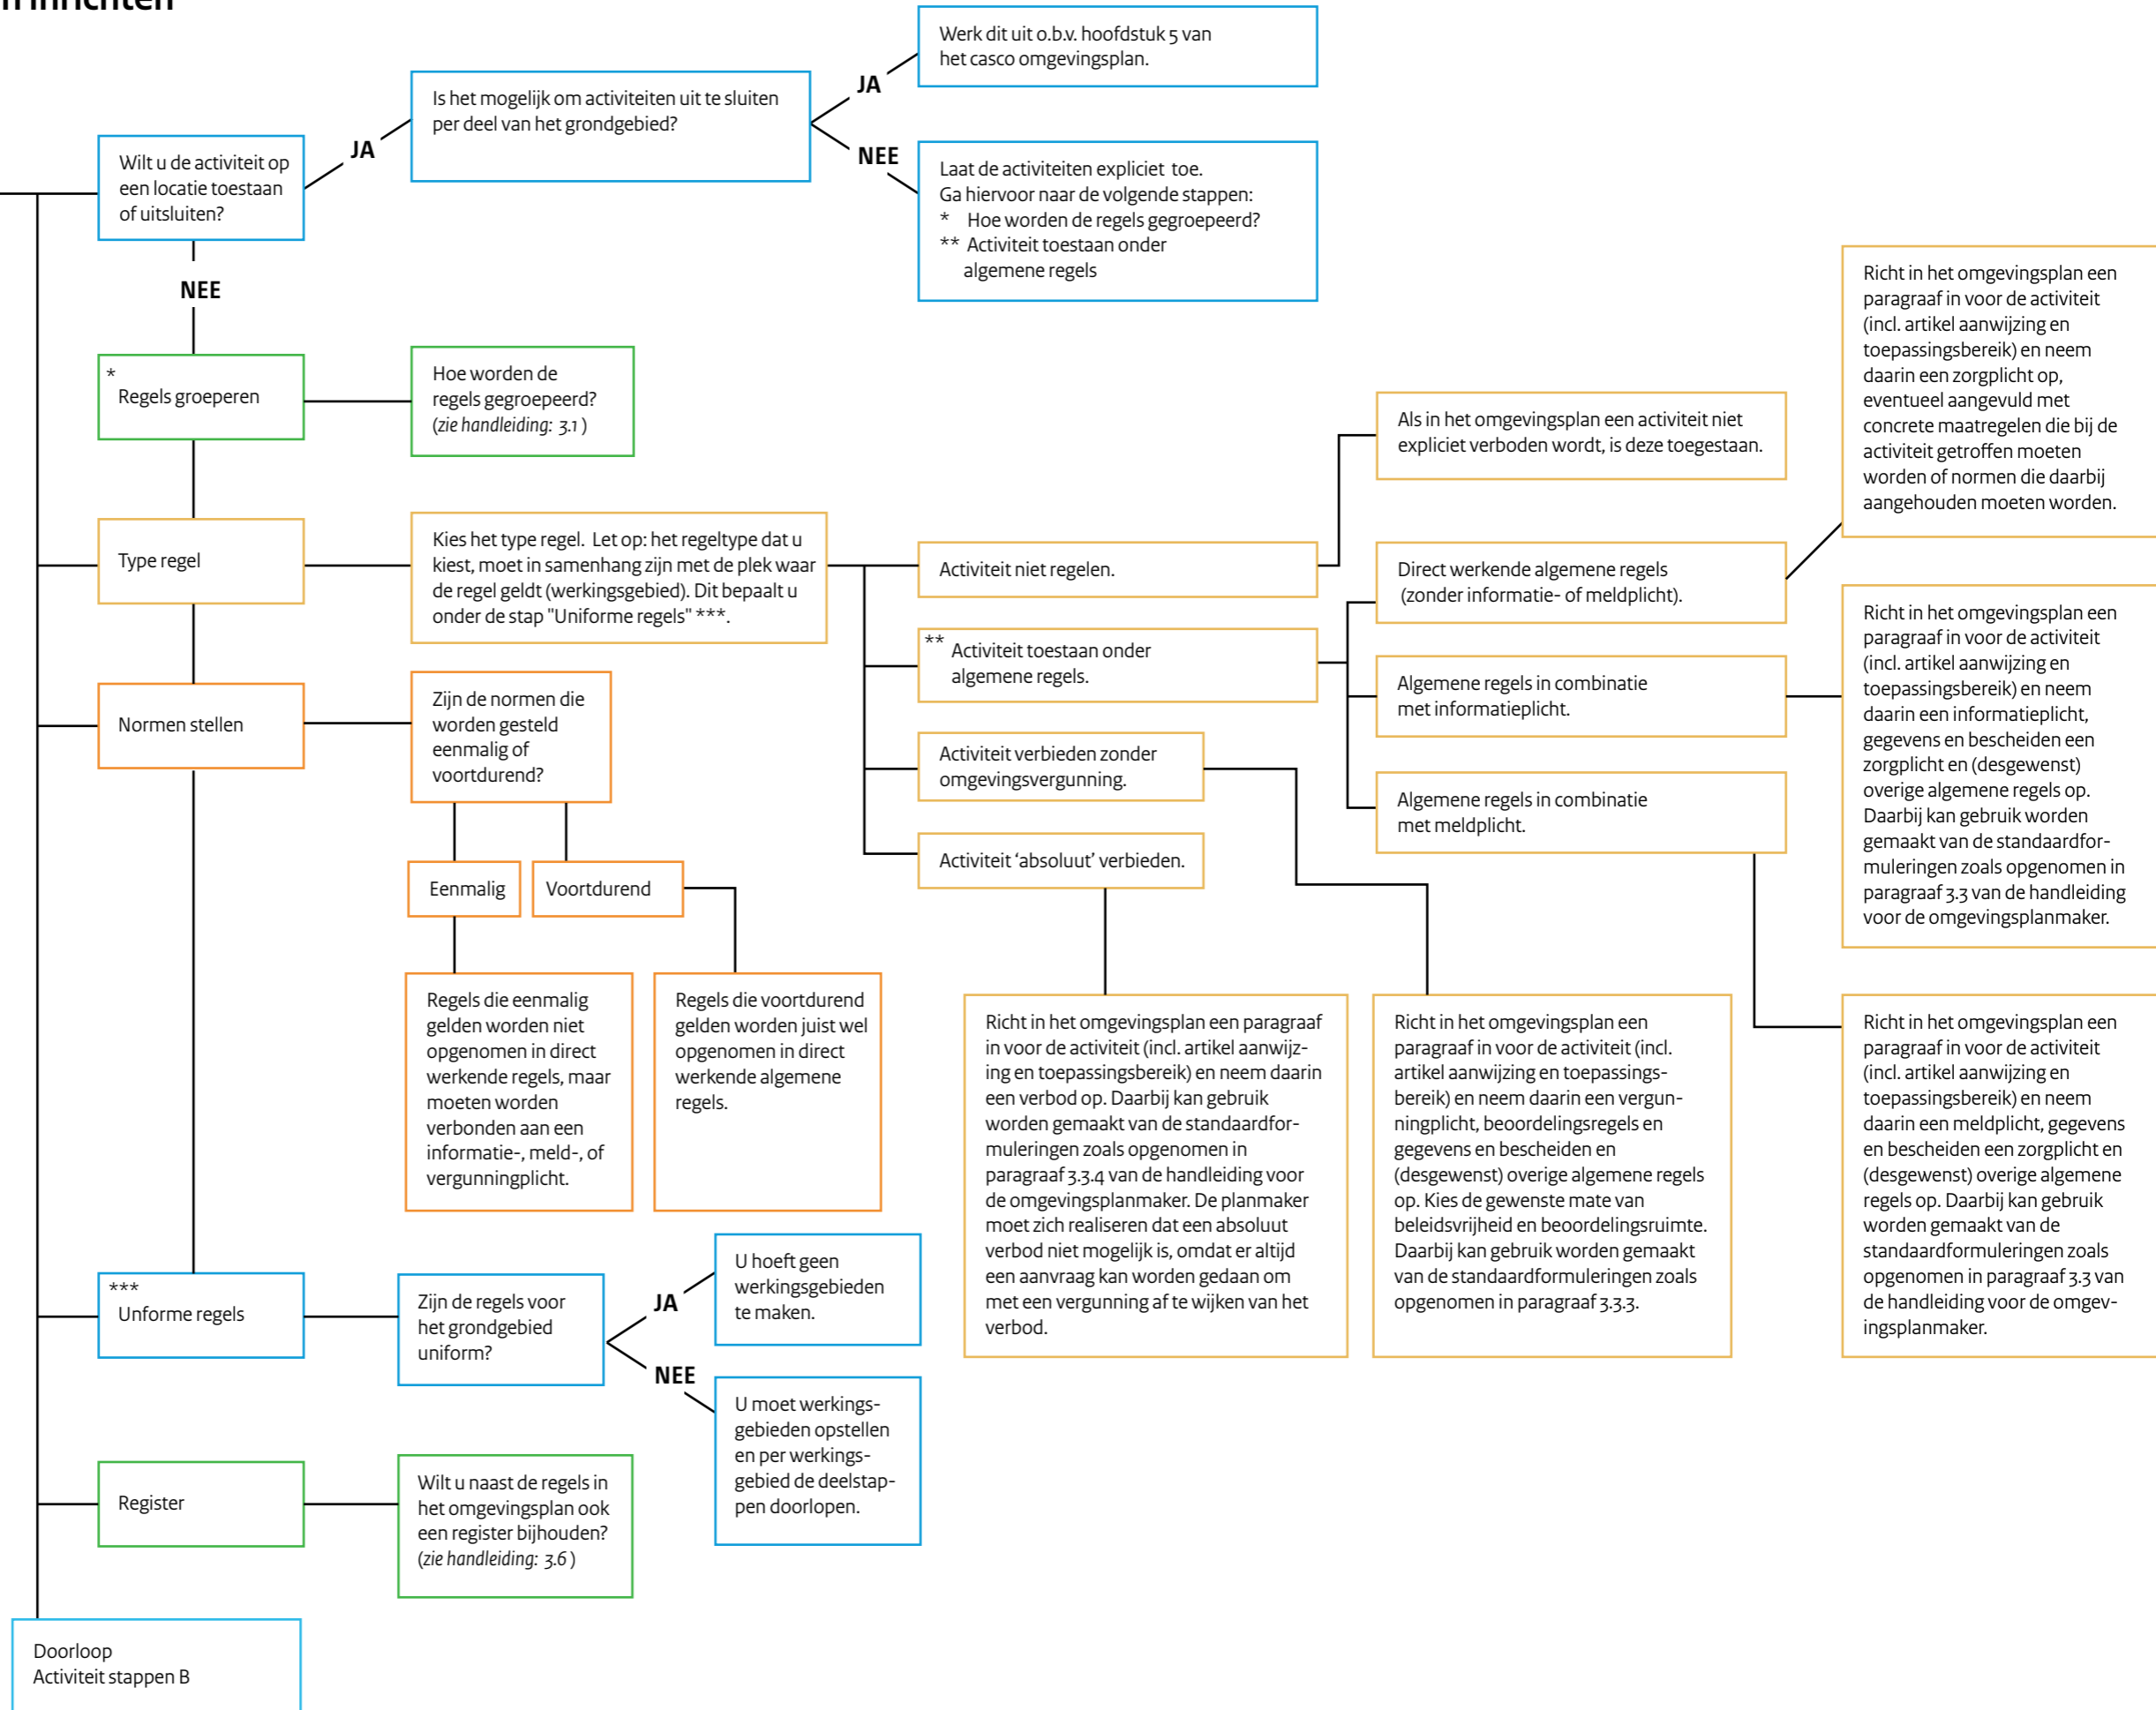 n inrichten
Werk dit uit o.b.v. hoofdstuk 5 van
het casco omgevingsplan.
JA
Is het mogelijk om activiteiten uit te sluiten
per deel van het grondgebied?
NEE
Laat de activiteiten expliciet toe.
Ga hiervoor naar de volgende stappen:
* Hoe worden de regels gegroepeerd?
** Activiteit toestaan onder
algemene regels
JA
Wilt u de activiteit op
een locatie toestaan
of uitsluiten?
NEE
*
Regels groeperen
Hoe worden de
regels gegroepeerd?
(zie handleiding: 3.1 )
Type regel
Kies het type regel. Let op: het regeltype dat u
kiest, moet in samenhang zijn met de plek waar
de regel geldt (werkingsgebied). Dit bepaalt u
onder de stap "Uniforme regels" ***.
Activiteit niet regelen.
Als in het omgevingsplan een activiteit niet
expliciet verboden wordt, is deze toegestaan.
** Activiteit toestaan onder
algemene regels.
Direct werkende algemene regels
(zonder informatie- of meldplicht).
Richt in het omgevingsplan een
paragraaf in voor de activiteit
(incl. artikel aanwijzing en
toepassingsbereik) en neem
daarin een zorgplicht op,
eventueel aangevuld met
concrete maatregelen die bij de
activiteit getroffen moeten
worden of normen die daarbij
aangehouden moeten worden.
Algemene regels in combinatie
met informatieplicht.
Richt in het omgevingsplan een
paragraaf in voor de activiteit
(incl. artikel aanwijzing en
toepassingsbereik) en neem
daarin een informatieplicht,
gegevens en bescheiden een
zorgplicht en (desgewenst)
overige algemene regels op.
Daarbij kan gebruik worden
gemaakt van de standaardfor-
muleringen zoals opgenomen in
paragraaf 3.3 van de handleiding
voor de omgevingsplanmaker.
Algemene regels in combinatie
met meldplicht.
Richt in het omgevingsplan een
paragraaf in voor de activiteit
(incl. artikel aanwijzing en
toepassingsbereik) en neem
daarin een meldplicht, gegevens
en bescheiden een zorgplicht en
(desgewenst) overige algemene
regels op. Daarbij kan gebruik
worden gemaakt van de
standaardformuleringen zoals
opgenomen in paragraaf 3.3 van
de handleiding voor de omgev-
ingsplanmaker.
Activiteit verbieden zonder
omgevingsvergunning.
Richt in het omgevingsplan een
paragraaf in voor de activiteit (incl.
artikel aanwijzing en toepassings-
bereik) en neem daarin een vergun-
ningplicht, beoordelingsregels en
gegevens en bescheiden en
(desgewenst) overige algemene regels
op. Kies de gewenste mate van
beleidsvrijheid en beoordelingsruimte.
Daarbij kan gebruik worden gemaakt
van de standaardformuleringen zoals
opgenomen in paragraaf 3.3.3.
Activiteit ‘absoluut’ verbieden.
Richt in het omgevingsplan een paragraaf
in voor de activiteit (incl. artikel aanwijz-
ing en toepassingsbereik) en neem daarin
een verbod op. Daarbij kan gebruik
worden gemaakt van de standaardfor-
muleringen zoals opgenomen in
paragraaf 3.3.4 van de handleiding voor
de omgevingsplanmaker. De planmaker
moet zich realiseren dat een absoluut
verbod niet mogelijk is, omdat er altijd
een aanvraag kan worden gedaan om
met een vergunning af te wijken van het
verbod.
Normen stellen
Zijn de normen die
worden gesteld
eenmalig of
voortdurend?
Eenmalig
Voortdurend
Regels die eenmalig
gelden worden niet
opgenomen in direct
werkende regels, maar
moeten worden
verbonden aan een
informatie-, meld-, of
vergunningplicht.
Regels die voortdurend
gelden worden juist wel
opgenomen in direct
werkende algemene
regels.
***
Unforme regels
Zijn de regels voor
het grondgebied
uniform?
JA
U hoeft geen
werkingsgebieden
te maken.
NEE
U moet werkings-
gebieden opstellen
en per werkings-
gebied de deelstap-
pen doorlopen.
Register
Wilt u naast de regels in
het omgevingsplan ook
een register bijhouden?
(zie handleiding: 3.6 )
Doorloop
Activiteit stappen B